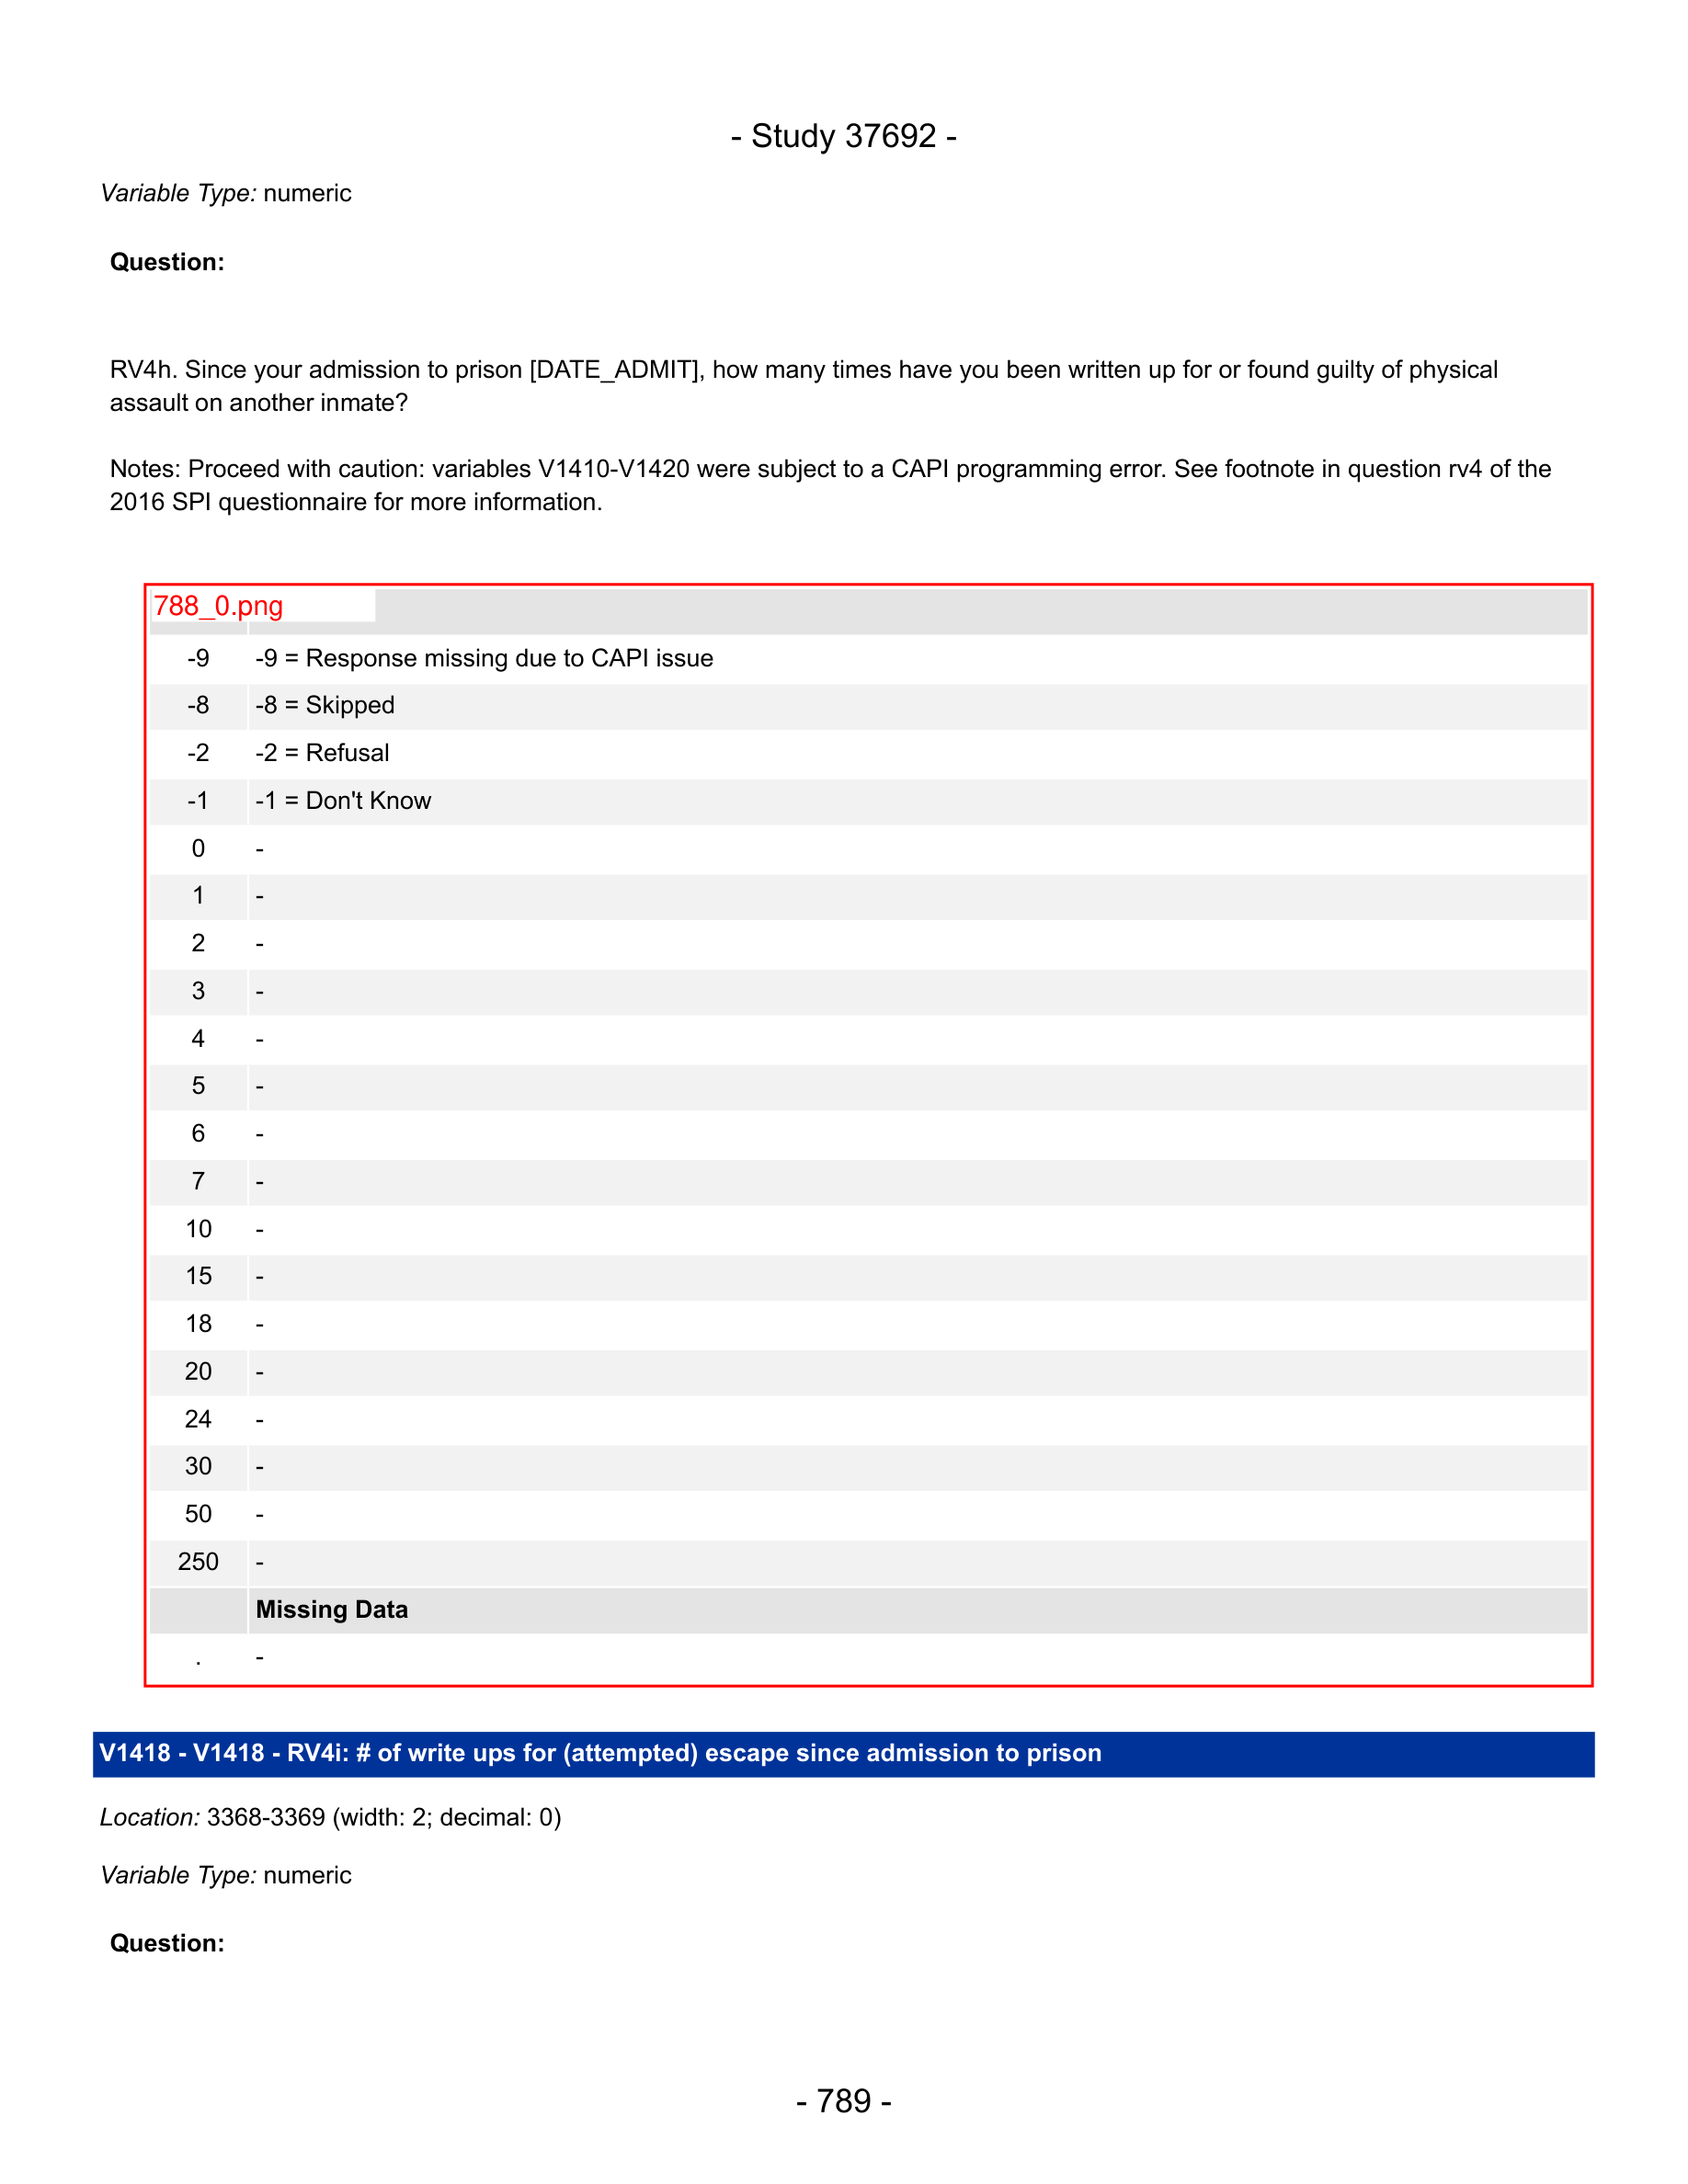 - Study 37692 -
Variable Type: numeric
Question:
RV4h. Since your admission to prison [DATE_ADMIT], how many times have you been written up for or found guilty of physical
assault on another inmate?
Notes: Proceed with caution: variables V1410-V1420 were subject to a CAPI programming error. See footnote in question rv4 of the
2016 SPI questionnaire for more information.
788_0.png
-9 -9 = Response missing due to CAPI issue
-8 -8 = Skipped
-2 -2 = Refusal
-1 -1 = Don't Know
0 -
1 -
2 -
3 -
4 -
5 -
6 -
7 -
10 -
15 -
18 -
20 -
24 -
30 -
50 -
250 -
Missing Data
. -
V1418 - V1418 - RV4i: # of write ups for (attempted) escape since admission to prison
Location: 3368-3369 (width: 2; decimal: 0)
Variable Type: numeric
Question:
- 789 -